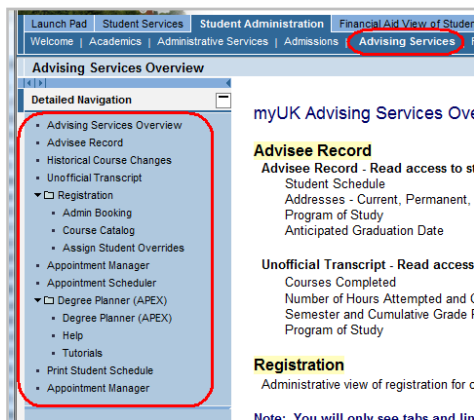 Launch Pad Student Services Student Administration Financial Aid View of
Welcome | Academics | Administrative Services | Admissions | Advising Services
Advising Services Overview
Detailed Navigation
Advising Services Overview
Advisee Record
Historical Course Changes
Unofficial Transcript
Registration
Admin Booking
Course Catalog
Assign Student Overrides
Appointment Manager
Appointment Scheduler
Degree Planner (APEX)
Degree Planner (APEX)
Help
Tutorials
Print Student Schedule
Appointment Manager
myUK Advising Services
Advisee Record
Advisee Record - Read access to
Student Schedule
Addresses - Current, Permanent,
Program of Study
Anticipated Graduation Date
Unofficial Transcript - Read access
Courses Completed
Number of Hours Attempted and
Semester and Cumulative Grade
Program of Study
Registration
Administrative view of registration for
Note: You will only see tabs and